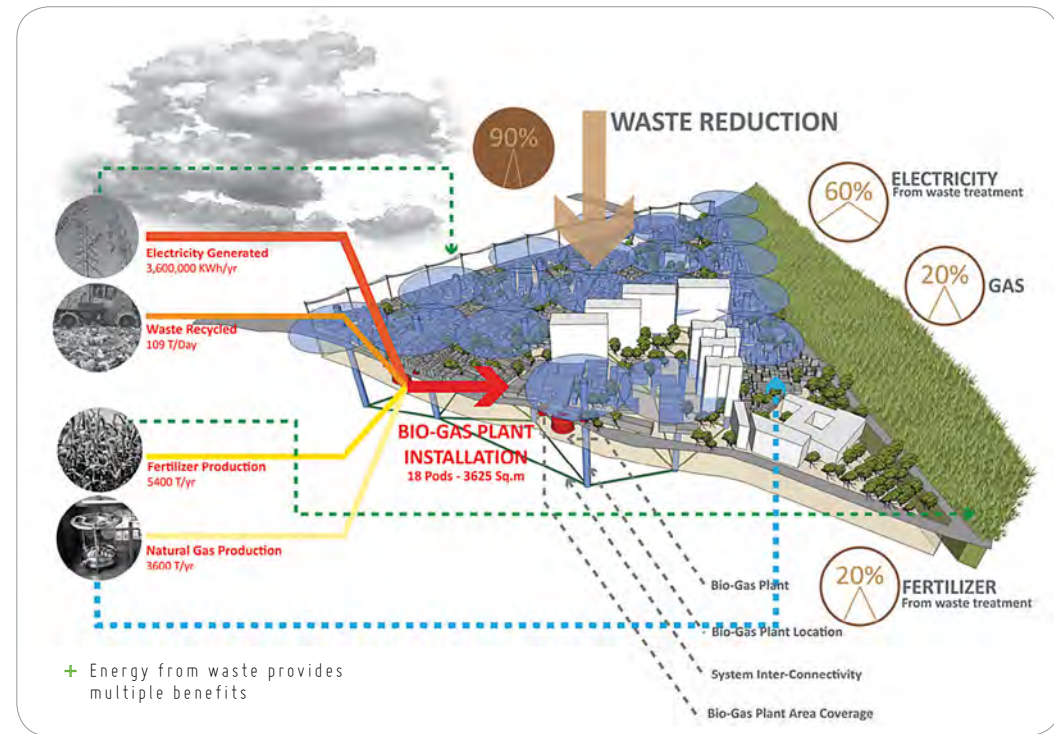 90%
WASTE REDUCTION
60%
ELECTRICITY
From waste treatment
20%
GAS
Electricity Generated
3,600,000 KWh/yr
Waste Recycled
109 T/Day
BIO-GAS PLANT
INSTALLATION
18 Pods - 3625 Sq.m
Fertilizer Production
5400 T/yr
Natural Gas Production
3600 T/yr
20%
FERTILIZER
From waste treatment
Bio-Gas Plant
Bio-Gas Plant Location
System Inter-Connectivity
Bio-Gas Plant Area Coverage
+ Energy from waste provides
multiple benefits